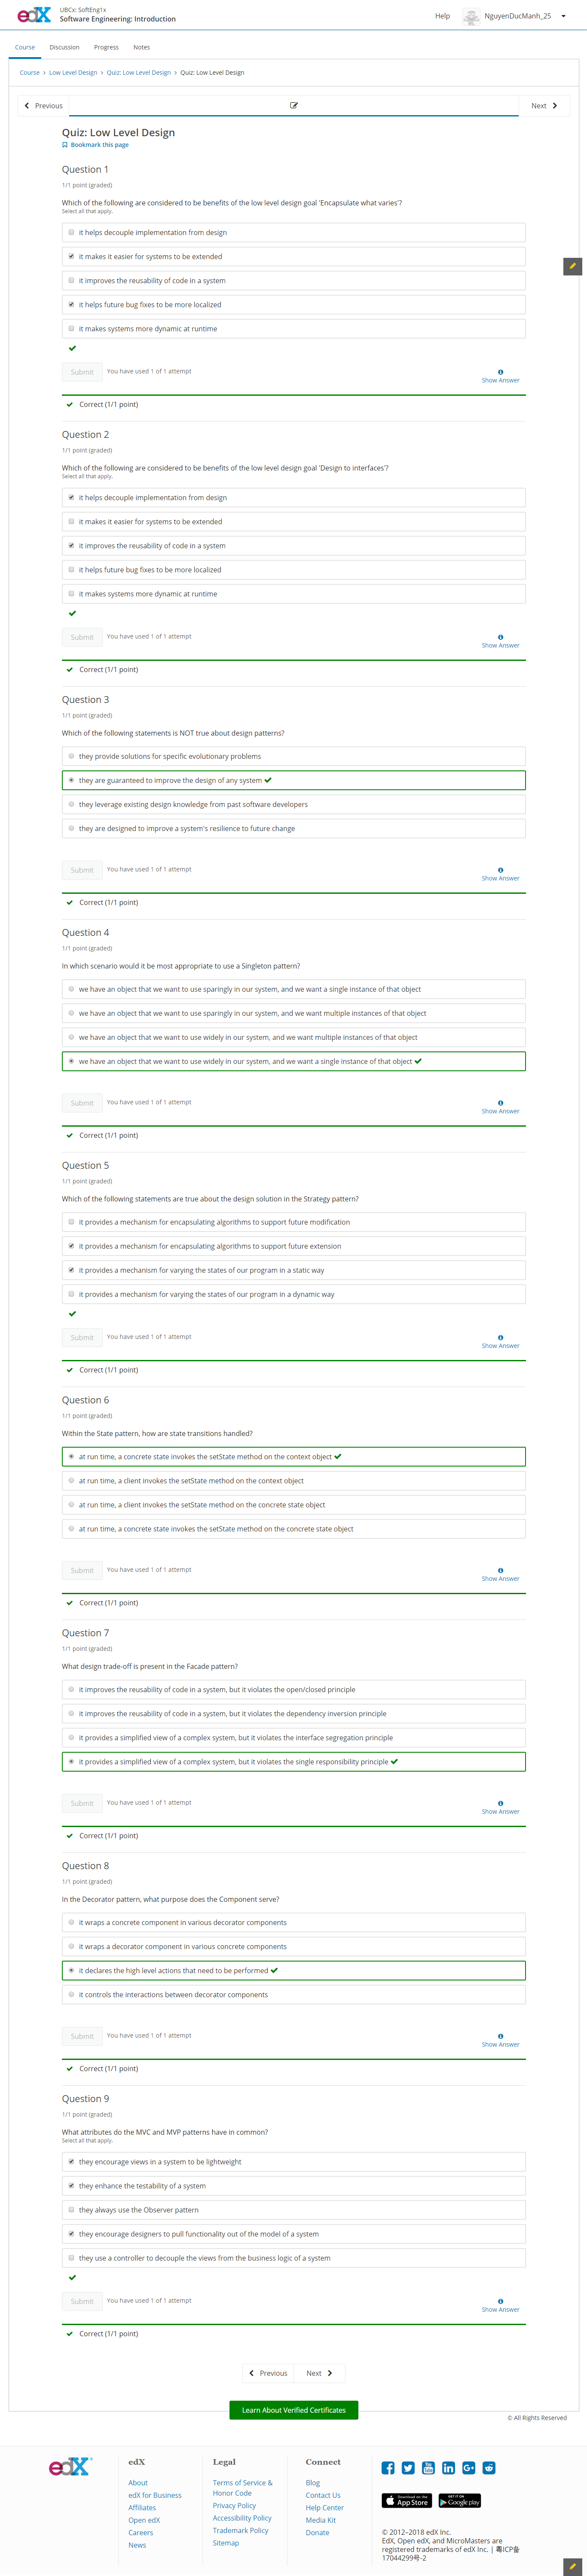 edX
UBCx: SoftEng1x
Software Engineering: Introduction
Help
NguyenDucManh_25
Course
Discussion
Progress
Notes
Course > Low Level Design > Quiz: Low Level Design > Quiz: Low Level Design
Previous
Next
Quiz: Low Level Design
Bookmark this page
Question 1
1/1 point (graded)
Which of the following are considered to be benefits of the low level design goal 'Encapsulate what varies'?
Select all that apply.
it helps decouple implementation from design
it makes it easier for systems to be extended
it improves the reusability of code in a system
it helps future bug fixes to be more localized
it makes systems more dynamic at runtime
Submit
You have used 1 of 1 attempt
Show Answer
Correct (1/1 point)
Question 2
1/1 point (graded)
Which of the following are considered to be benefits of the low level design goal 'Design to interfaces'?
Select all that apply.
it helps decouple implementation from design
it makes it easier for systems to be extended
it improves the reusability of code in a system
it helps future bug fixes to be more localized
it makes systems more dynamic at runtime
Submit
You have used 1 of 1 attempt
Show Answer
Correct (1/1 point)
Question 3
1/1 point (graded)
Which of the following statements is NOT true about design patterns?
they provide solutions for specific evolutionary problems
they are guaranteed to improve the design of any system
they leverage existing design knowledge from past software developers
they are designed to improve a system's resilience to future change
Submit
You have used 1 of 1 attempt
Show Answer
Correct (1/1 point)
Question 4
1/1 point (graded)
In which scenario would it be most appropriate to use a Singleton pattern?
we have an object that we want to use sparingly in our system, and we want a single instance of that object
we have an object that we want to use sparingly in our system, and we want multiple instances of that object
we have an object that we want to use widely in our system, and we want multiple instances of that object
we have an object that we want to use widely in our system, and we want a single instance of that object
Submit
You have used 1 of 1 attempt
Show Answer
Correct (1/1 point)
Question 5
1/1 point (graded)
Which of the following statements are true about the design solution in the Strategy pattern?
it provides a mechanism for encapsulating algorithms to support future modification
it provides a mechanism for encapsulating algorithms to support future extension
it provides a mechanism for varying the states of our program in a static way
it provides a mechanism for varying the states of our program in a dynamic way
Submit
You have used 1 of 1 attempt
Show Answer
Correct (1/1 point)
Question 6
1/1 point (graded)
Within the State pattern, how are state transitions handled?
at run time, a concrete state invokes the setState method on the context object
at run time, a client invokes the setState method on the context object
at run time, a client invokes the setState method on the concrete state object
at run time, a concrete state invokes the setState method on the concrete state object
Submit
You have used 1 of 1 attempt
Show Answer
Correct (1/1 point)
Question 7
1/1 point (graded)
What design trade-off is present in the Facade pattern?
it improves the reusability of code in a system, but it violates the open/closed principle
it improves the reusability of code in a system, but it violates the dependency inversion principle
it provides a simplified view of a complex system, but it violates the interface segregation principle
it provides a simplified view of a complex system, but it violates the single responsibility principle
Submit
You have used 1 of 1 attempt
Show Answer
Correct (1/1 point)
Question 8
1/1 point (graded)
In the Decorator pattern, what purpose does the Component serve?
it wraps a concrete component in various decorator components
it wraps a decorator component in various concrete components
it declares the high level actions that need to be performed
it controls the interactions between decorator components
Submit
You have used 1 of 1 attempt
Show Answer
Correct (1/1 point)
Question 9
1/1 point (graded)
What attributes do the MVC and MVP patterns have in common?
Select all that apply.
they encourage views in a system to be lightweight
they enhance the testability of a system
they always use the Observer pattern
they encourage designers to pull functionality out of the model of a system
they use a controller to decouple the views from the business logic of a system
Submit
You have used 1 of 1 attempt
Show Answer
Correct (1/1 point)
Previous
Next
Learn About Verified Certificates
© All Rights Reserved
edX
edX
About
edX for Business
Affiliates
Open edX
Careers
News
Legal
Terms of Service &
Honor Code
Privacy Policy
Accessibility Policy
Trademark Policy
Sitemap
Connect
Blog
Contact Us
Help Center
Media Kit
Donate
Download on the
App Store
GET IT ON
Google play
© 2012–2018 edX Inc.
EdX, Open edX, and MicroMasters are
registered trademarks of edX Inc. | 粤ICP备
17044299号-2